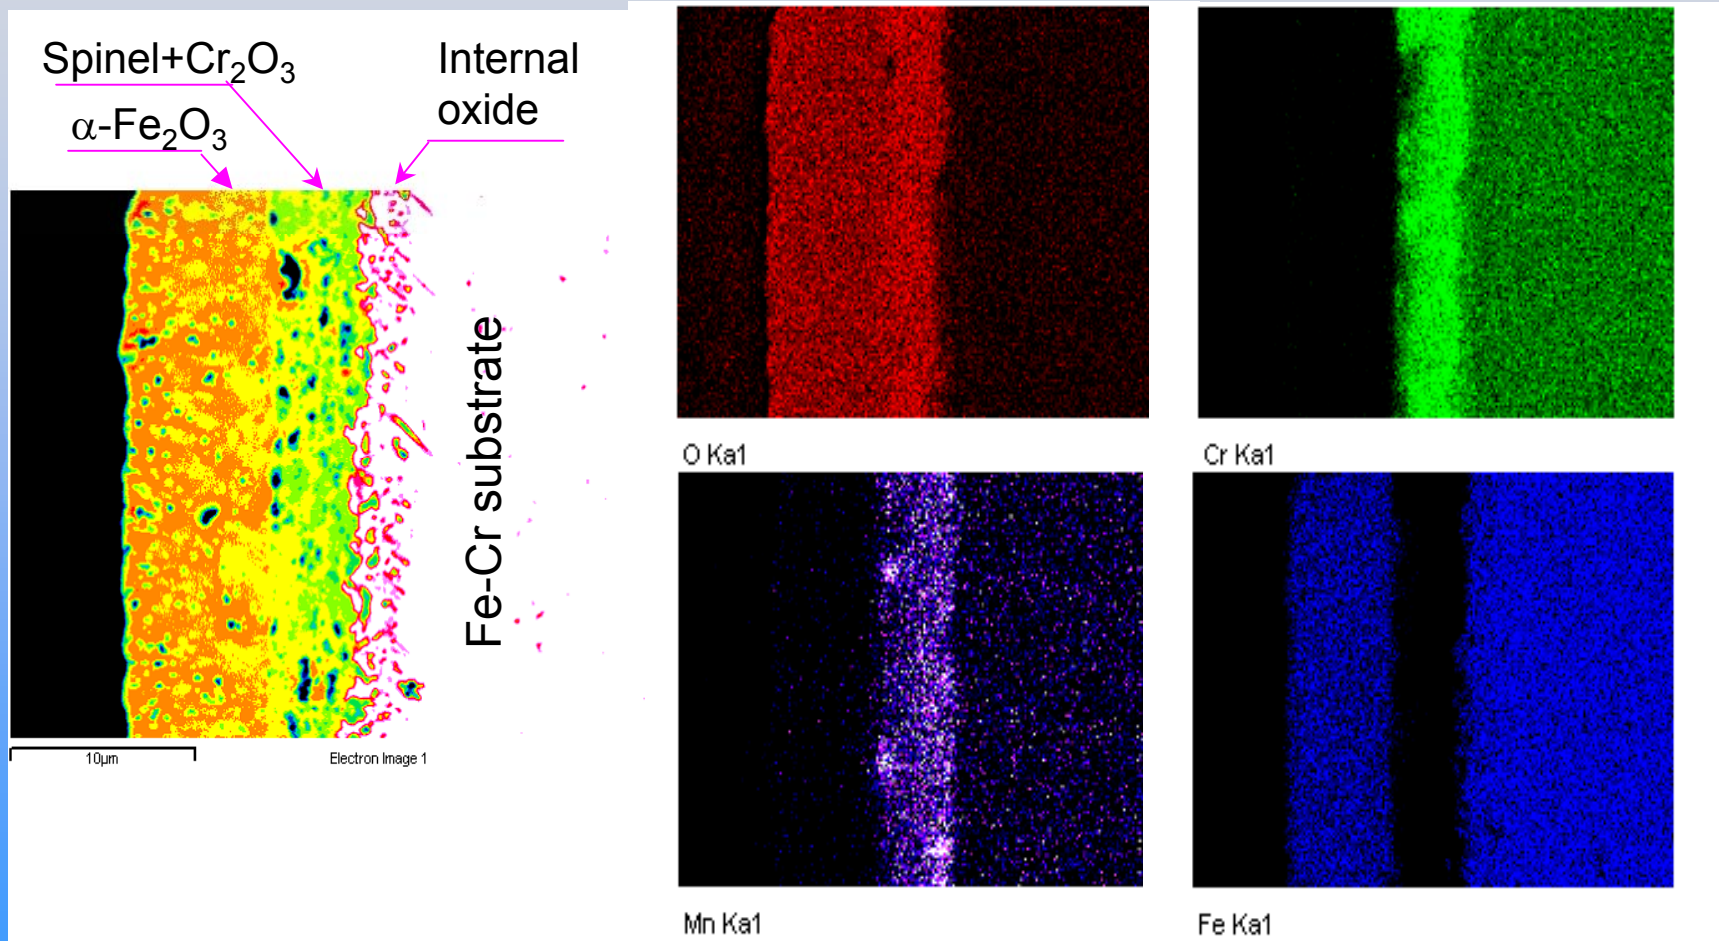 Spinel+Cr₂O₃
α-Fe₂O₃
Internal
oxide
Fe-Cr substrate
10µm
Electron Image 1
O Ka1
Cr Ka1
Mn Ka1
Fe Ka1